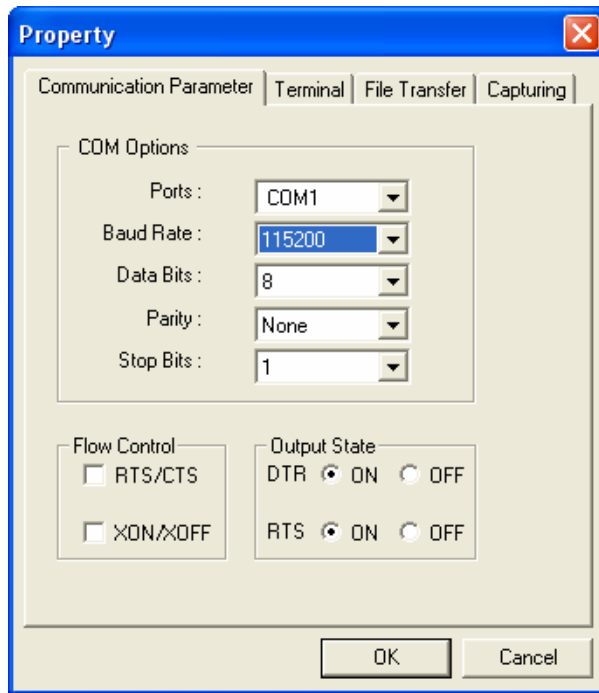 Property
Communication Parameter Terminal File Transfer Capturing
COM Options
Ports : COM1
Baud Rate : 115200
Data Bits : 8
Parity : None
Stop Bits : 1
Flow Control
RTS/CTS
XON/XOFF
Output State
DTR ON OFF
RTS ON OFF
OK Cancel